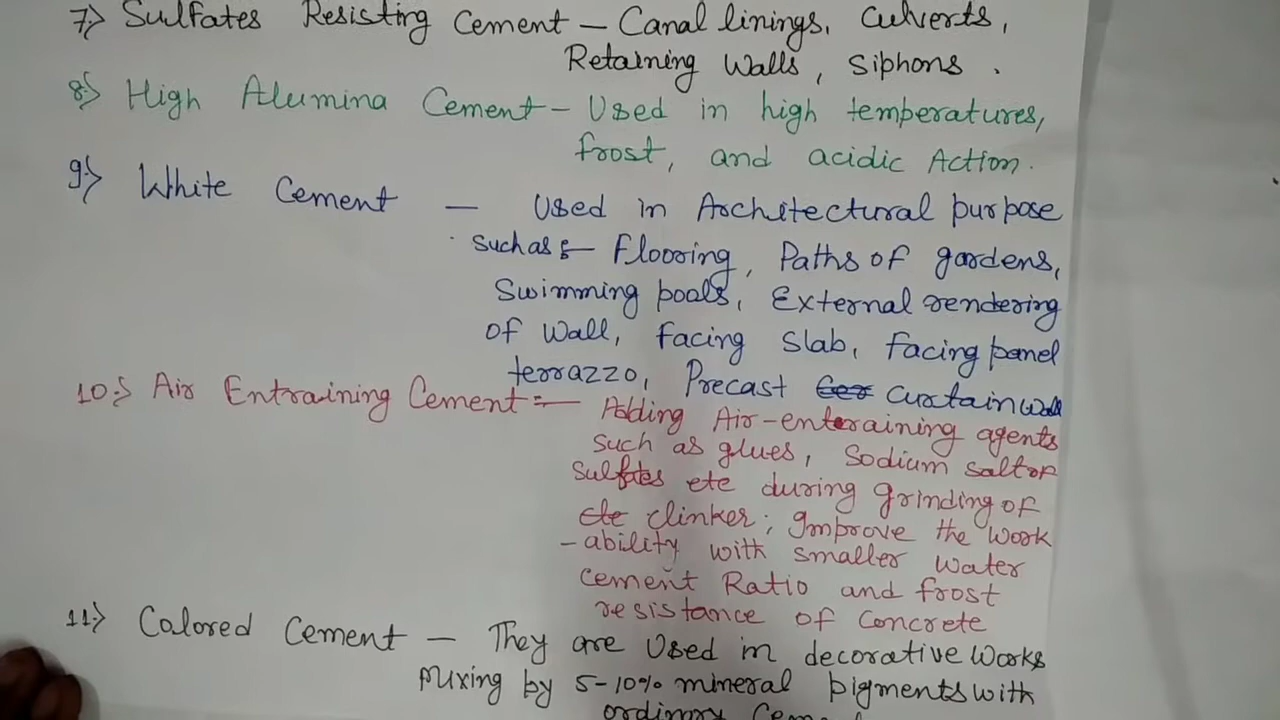 7:> Sulfates Resisting Cement – Canal linings, Culverts,
Retaining Walls, Siphons.
8:> High Alumina Cement – Used in high temperatures,
frost, and acidic Action.
9:> White Cement – Used in Architectural purpose
such as :– Flooring, Paths of gardens,
Swimming pools, External rendering
of wall, facing slab, facing panel
terrazzo, Precast curtain wall
10:> Air Entraining Cement :– Adding Air-enteraining agents
such as glues, Sodium salt of
Sulfates etc during grinding of
clinker; Improve the work
-ability with smaller water
cement Ratio and frost
resistance of concrete
11:> Colored Cement – They are Used in decorative works
Mixing by 5-10% mineral pigments with
ordinary Cement